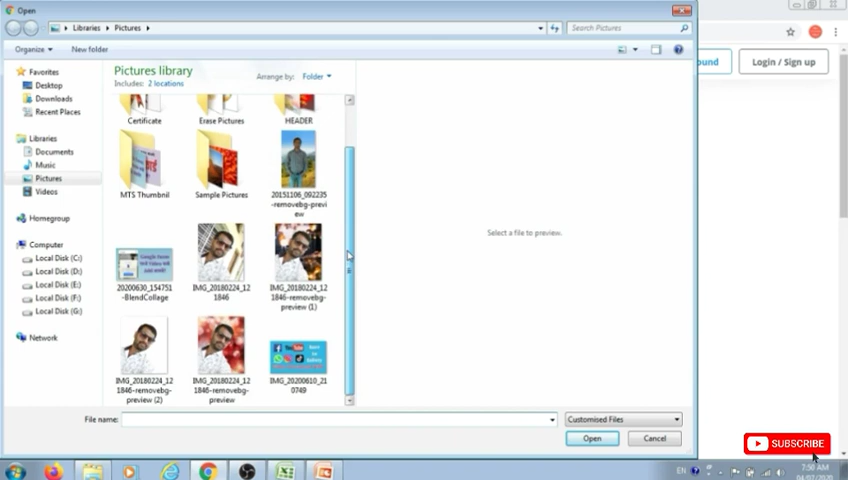 Open
Libraries ▸ Pictures ▸
Search Pictures
Organize
New folder
Login / Sign up
Favorites
Desktop
Downloads
Recent Places
Libraries
Documents
Music
Pictures
Videos
Homegroup
Computer
Local Disk (C:)
Local Disk (D:)
Local Disk (E:)
Local Disk (F:)
Local Disk (G:)
Network
Pictures library
Includes: 2 locations
Arrange by: Folder
Certificate
Erase Pictures
HEADER
MTS Thumbnail
Sample Pictures
20151106_092235
-removebg-previ
ew
20200630_154751
-BlendCollage
IMG_20180224_12
1846
IMG_20180224_12
1846-removebg-
preview (1)
IMG_20180224_12
1846-removebg-
preview (2)
IMG_20180224_12
1846-removebg-
preview
IMG_20200610_21
0749
Select a file to preview.
File name:
Customised Files
Open
Cancel
SUBSCRIBE
EN
7:50 AM
04/07/2020